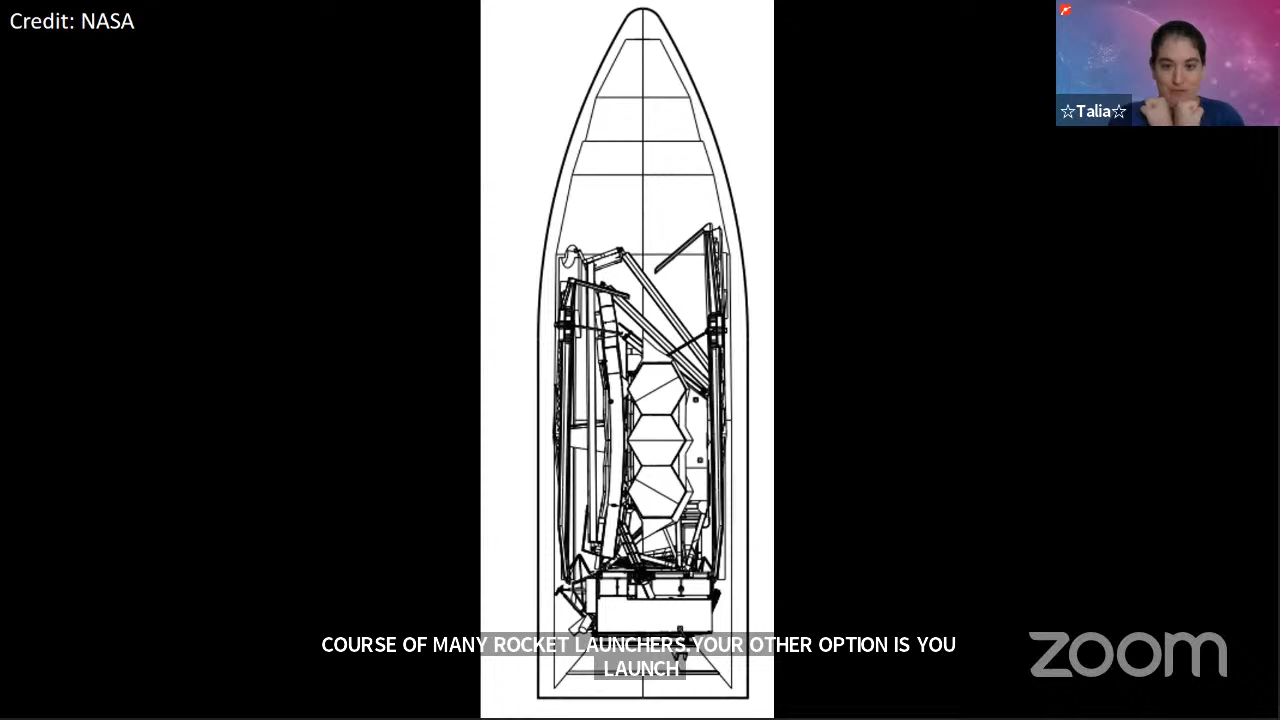 Credit: NASA
☆Talia☆
COURSE OF MANY ROCKET LAUNCHERS. YOUR OTHER OPTION IS YOU
LAUNCH
zoom